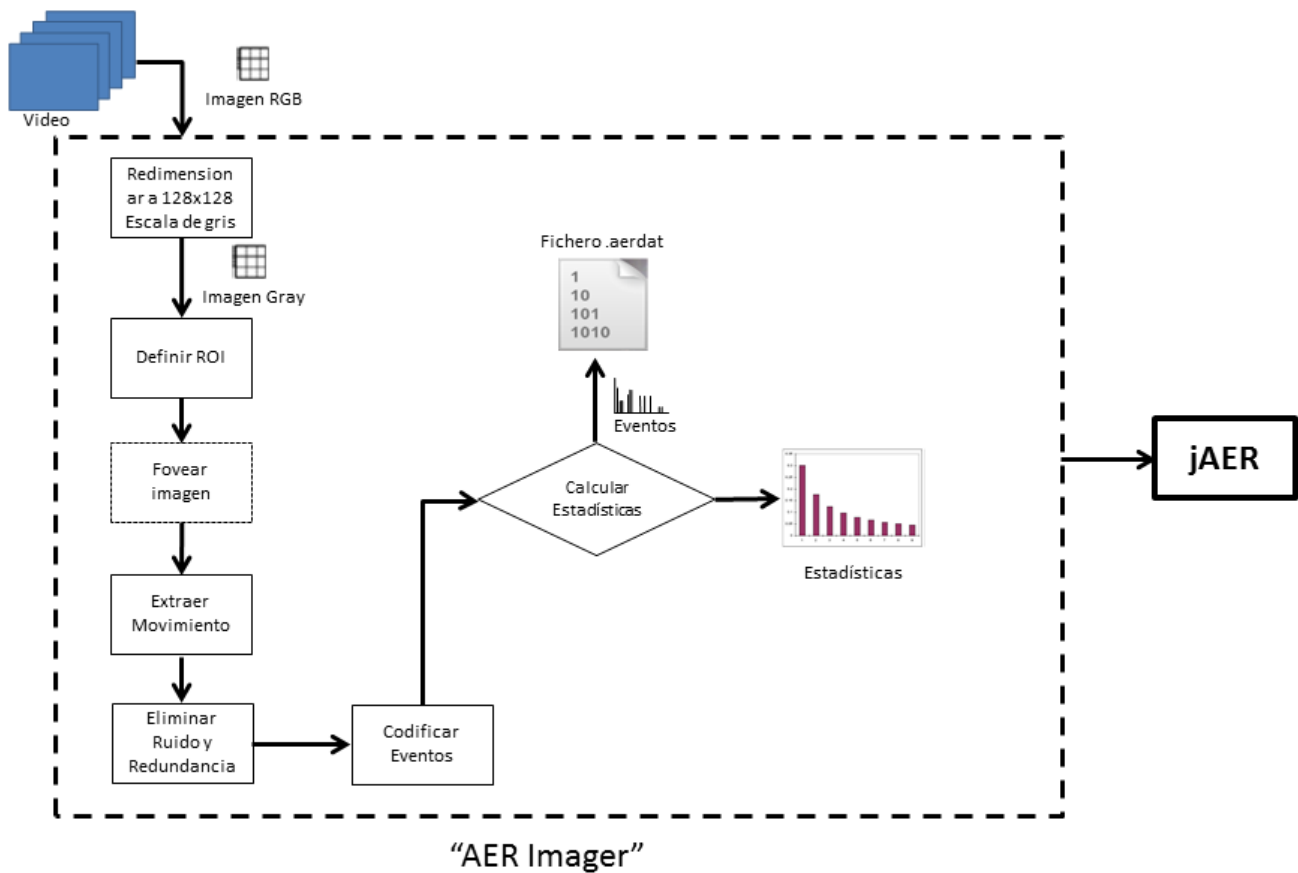 Video
Imagen RGB
Redimension
ar a 128x128
Escala de gris
Imagen Gray
Definir ROI
Fovear
imagen
Extraer
Movimiento
Eliminar
Ruido y
Redundancia
Codificar
Eventos
Calcular
Estadísticas
Eventos
Fichero .aerdat
1
10
101
1010
Estadísticas
jAER
“AER Imager”